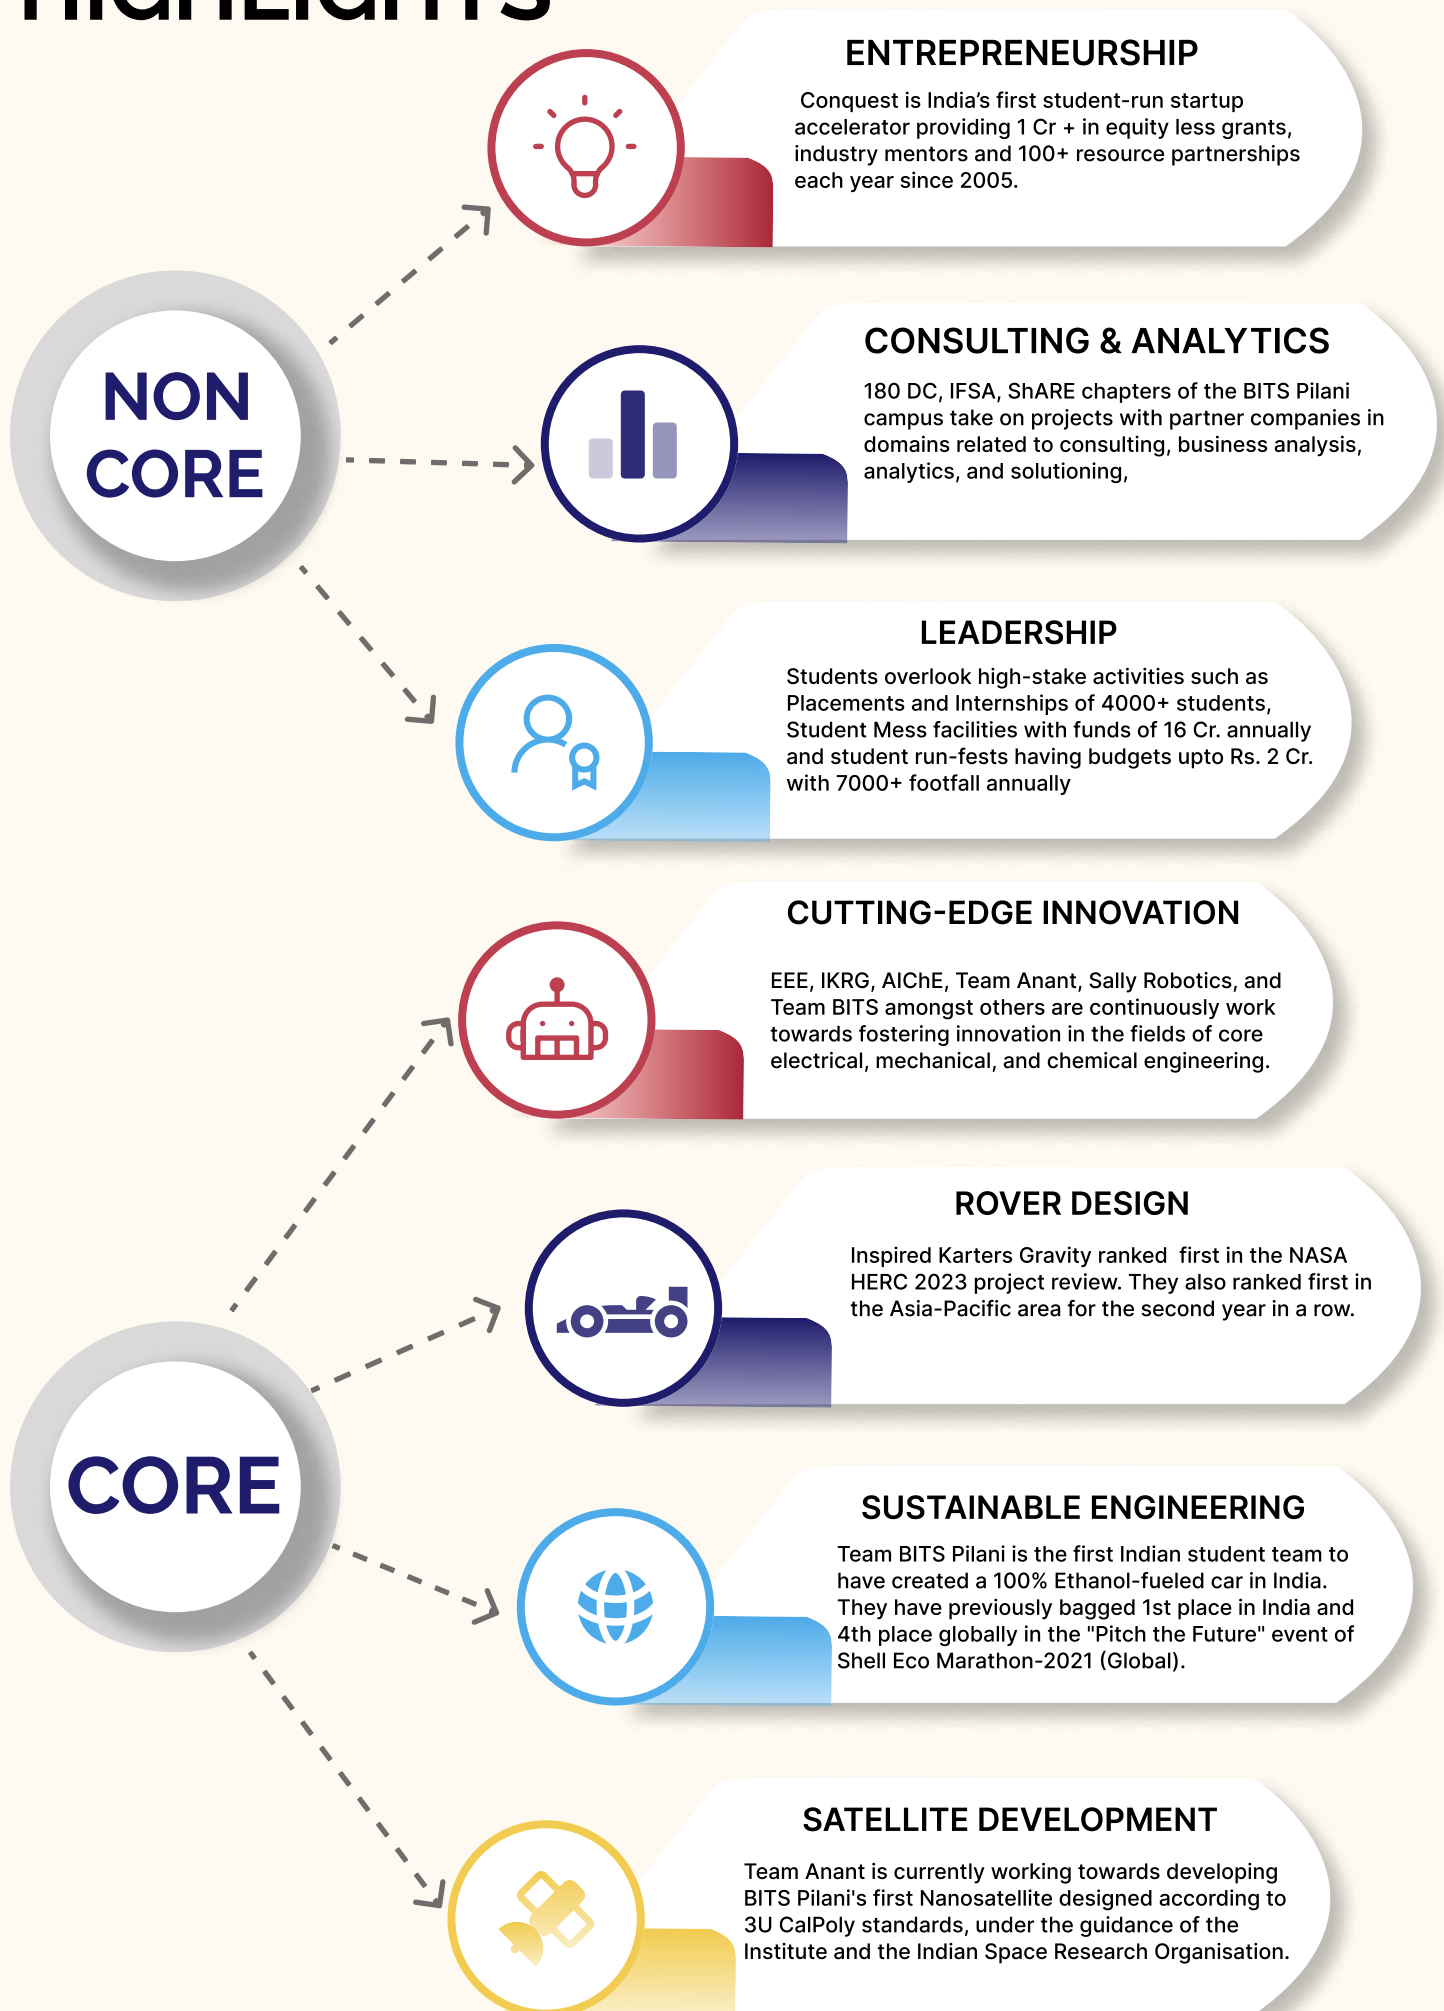 HIGHLIGHTS
ENTREPRENEURSHIP
Conquest is India's first student-run startup
accelerator providing 1 Cr + in equity less grants,
industry mentors and 100+ resource partnerships
each year since 2005.
NON
CORE
CONSULTING & ANALYTICS
180 DC, IFSA, ShARE chapters of the BITS Pilani
campus take on projects with partner companies in
domains related to consulting, business analysis,
analytics, and solutioning,
LEADERSHIP
Students overlook high-stake activities such as
Placements and Internships of 4000+ students,
Student Mess facilities with funds of 16 Cr. annually
and student run-fests having budgets upto Rs. 2 Cr.
with 7000+ footfall annually
CUTTING-EDGE INNOVATION
EEE, IKRG, AIChE, Team Anant, Sally Robotics, and
Team BITS amongst others are continuously work
towards fostering innovation in the fields of core
electrical, mechanical, and chemical engineering.
ROVER DESIGN
Inspired Karters Gravity ranked  first in the NASA
HERC 2023 project review. They also ranked first in
the Asia-Pacific area for the second year in a row.
CORE
SUSTAINABLE ENGINEERING
Team BITS Pilani is the first Indian student team to
have created a 100% Ethanol-fueled car in India.
They have previously bagged 1st place in India and
4th place globally in the "Pitch the Future" event of
Shell Eco Marathon-2021 (Global).
SATELLITE DEVELOPMENT
Team Anant is currently working towards developing
BITS Pilani's first Nanosatellite designed according to
3U CalPoly standards, under the guidance of the
Institute and the Indian Space Research Organisation.